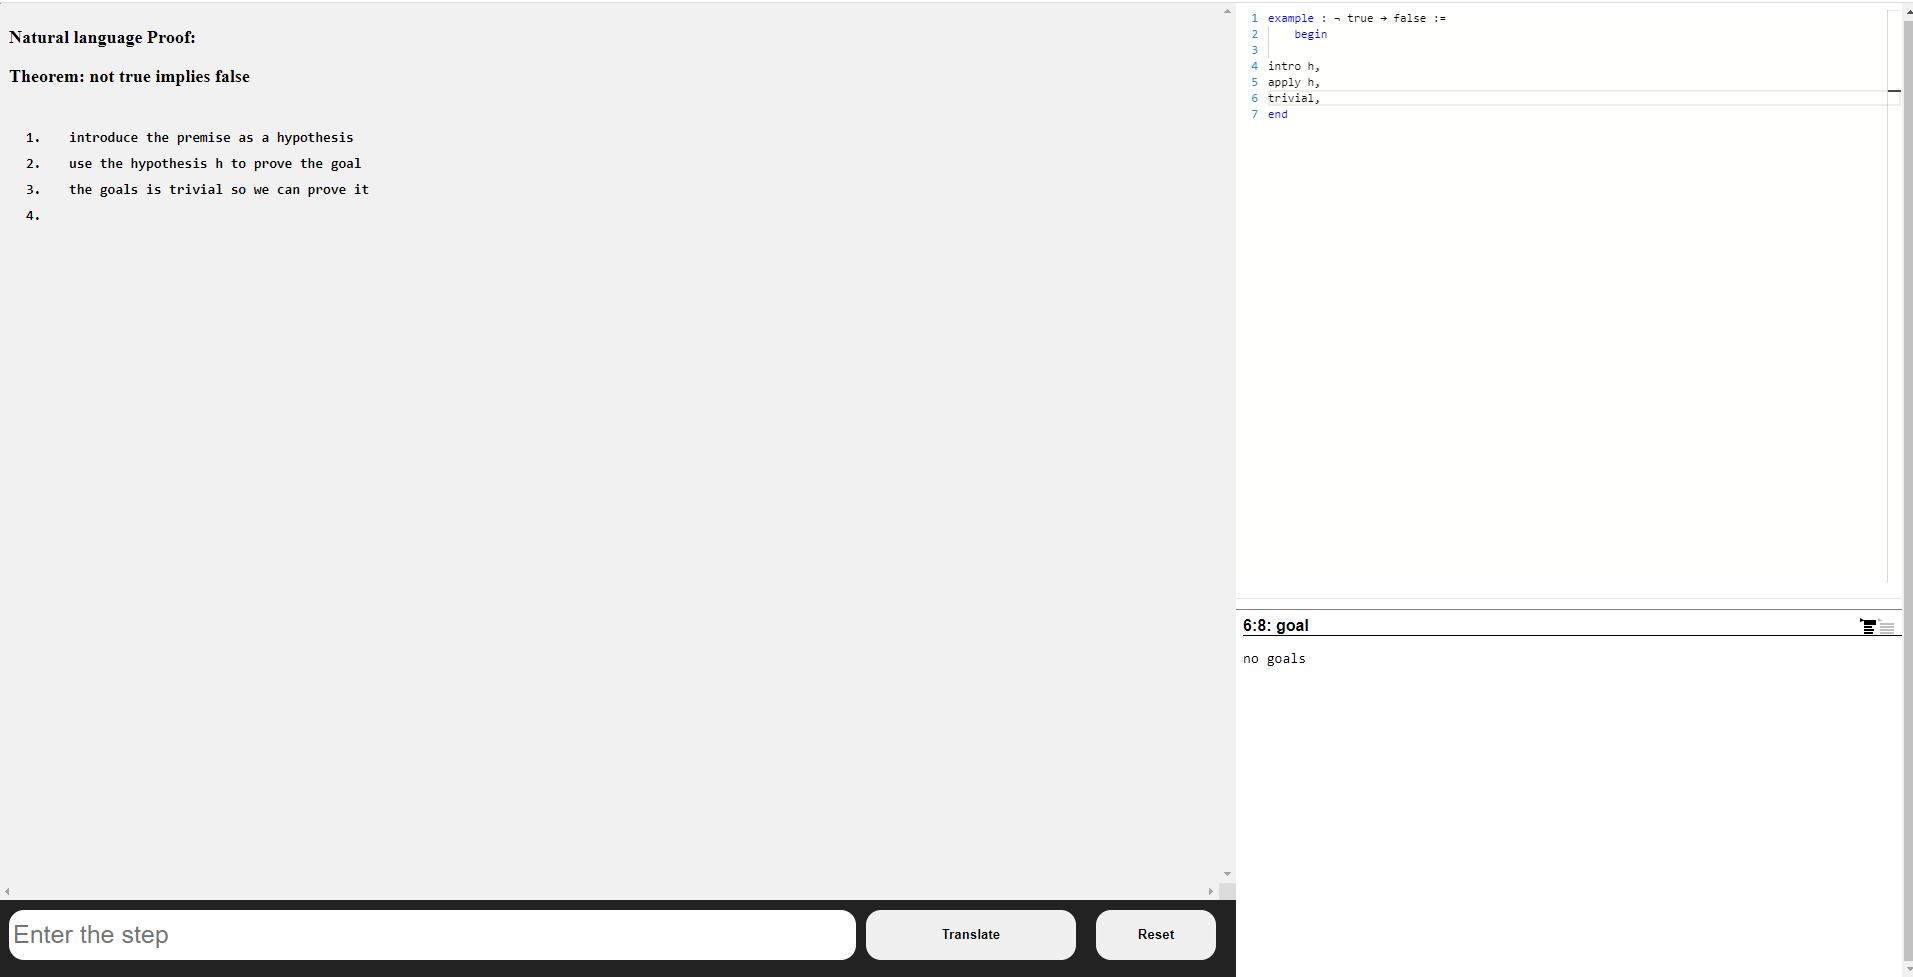 Natural language Proof:
Theorem: not true implies false
1. introduce the premise as a hypothesis
2. use the hypothesis h to prove the goal
3. the goals is trivial so we can prove it
4.
Enter the step
Translate
Reset
1 example : ¬ true → false :=
2 begin
3
4 intro h,
5 apply h,
6 trivial,
7 end
6:8: goal
no goals